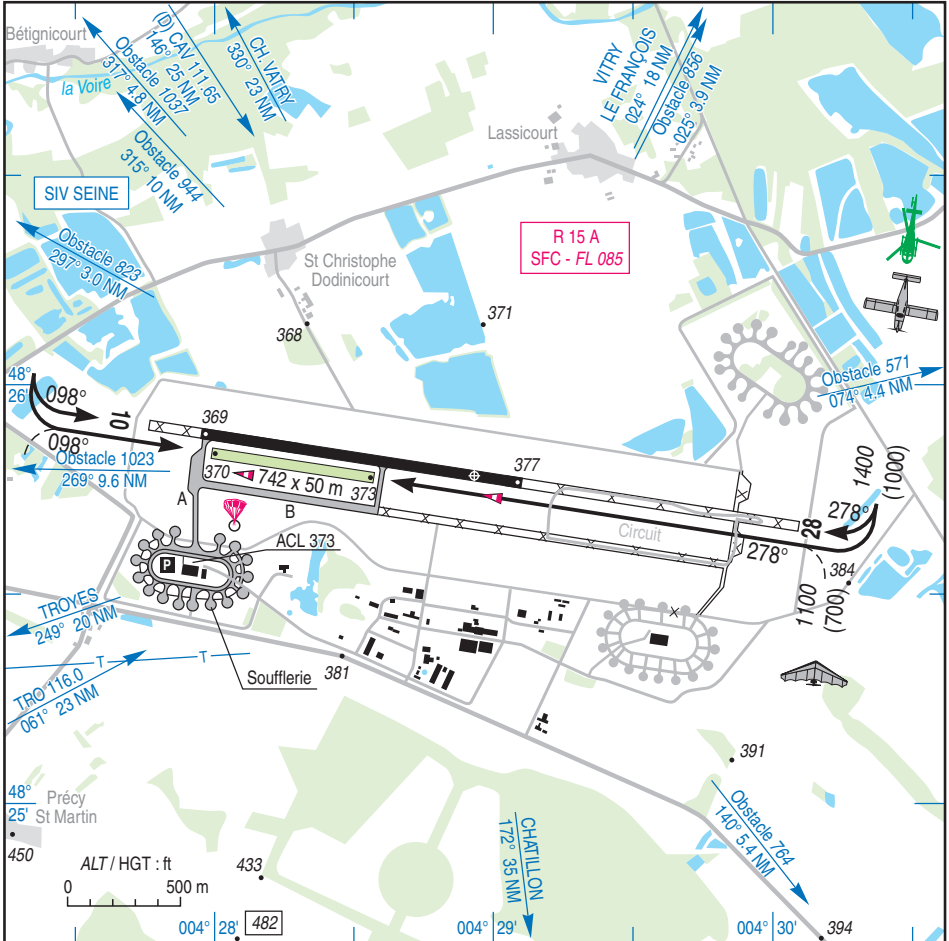 Bétignicourt
la Voire
(D) CAV 111.65
146° 25 NM
Obstacle 1037
317° 4.8 NM
CH. VATRY
330° 23 NM
Obstacle 944
315° 10 NM
VITRY
LE FRANÇOIS
024° 18 NM
Obstacle 856
025° 3.9 NM
Lassicourt
SIV SEINE
Obstacle 823
297° 3.0 NM
St Christophe
Dodinicourt
R 15 A
SFC - FL 085
371
368
48°
26'
098°
10
098°
369
Obstacle 1023
269° 9.6 NM
370
742 x 50 m
373
377
A
B
Obstacle 571
074° 4.4 NM
1400
(1000)
278°
28
278°
Circuit
384
1100
(700)
ACL 373
P
TROYES
249° 20 NM
T
T
TRO 116.0
061° 23 NM
Soufflerie
381
391
48°
25'
Précy
St Martin
450
ALT / HGT : ft
0
500 m
433
CHATILLON
172° 35 NM
Obstacle 764
140° 5.4 NM
004° 28'
482
004° 29'
004° 30'
394